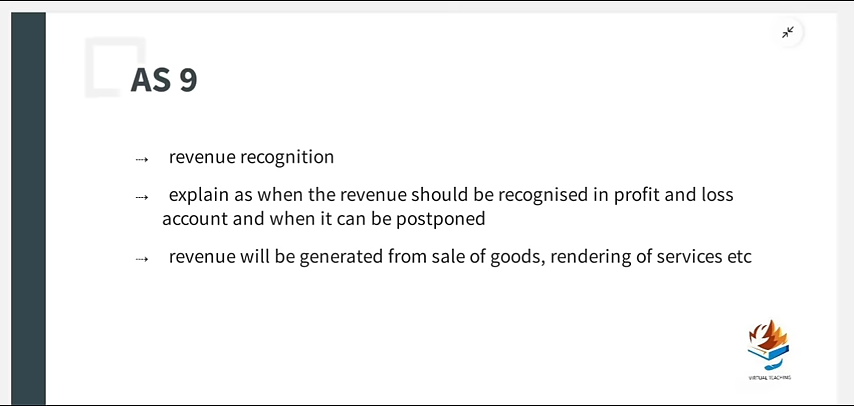 AS 9
→ revenue recognition
→ explain as when the revenue should be recognised in profit and loss
account and when it can be postponed
→ revenue will be generated from sale of goods, rendering of services etc
VIRTUAL TEACHING